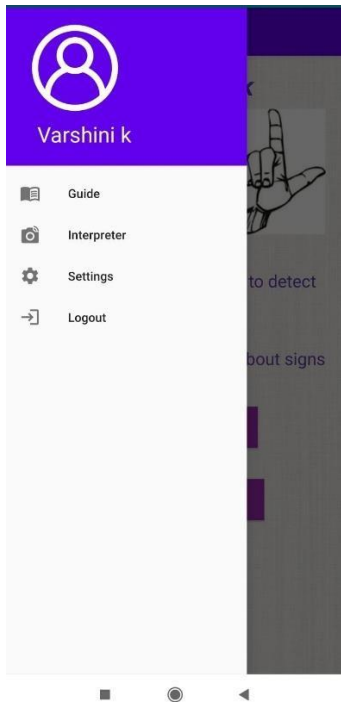 Varshini k
Guide
Interpreter
Settings
Logout
k
to detect
bout signs